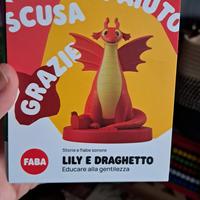 AIUTO
SCUSA
GRAZIE
FABA
Storie e fiabe sonore
LILY E DRAGHETTO
Educare alla gentilezza